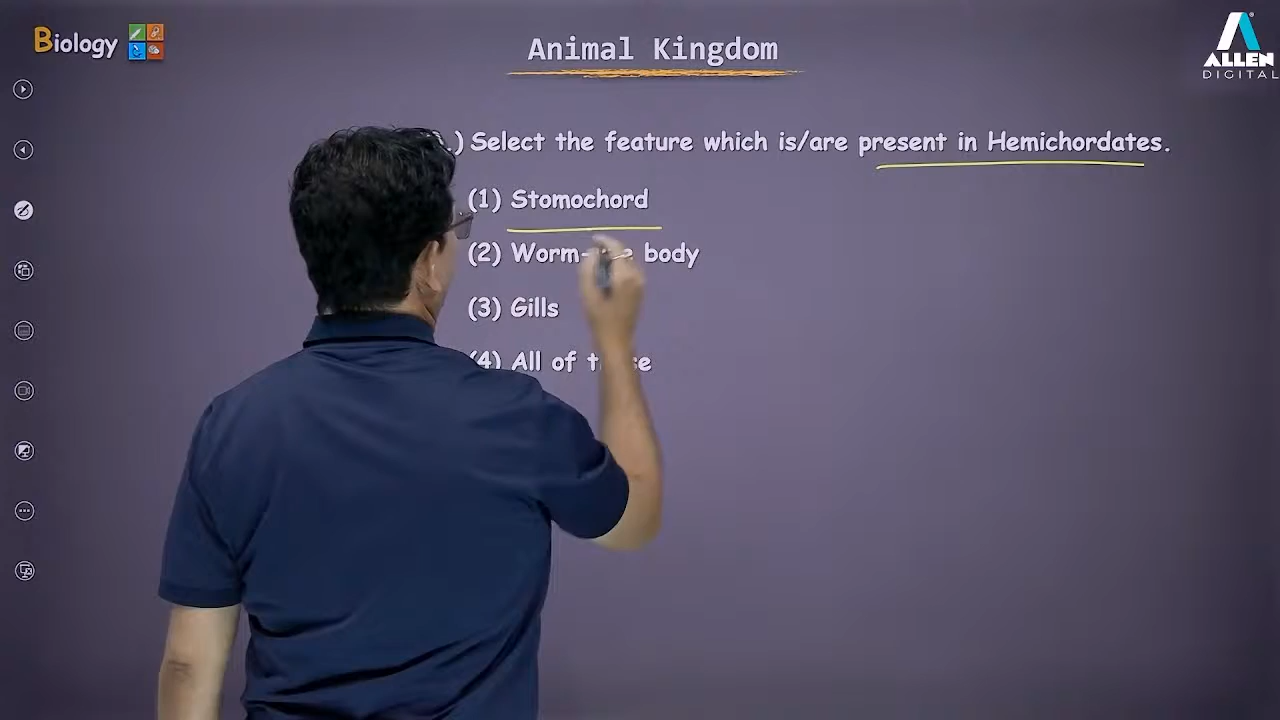 Biology
Animal Kingdom
ALLEN
DIGITAL
.) Select the feature which is/are present in Hemichordates.
(1) Stomochord
(2) Worm- body
(3) Gills
(4) All of